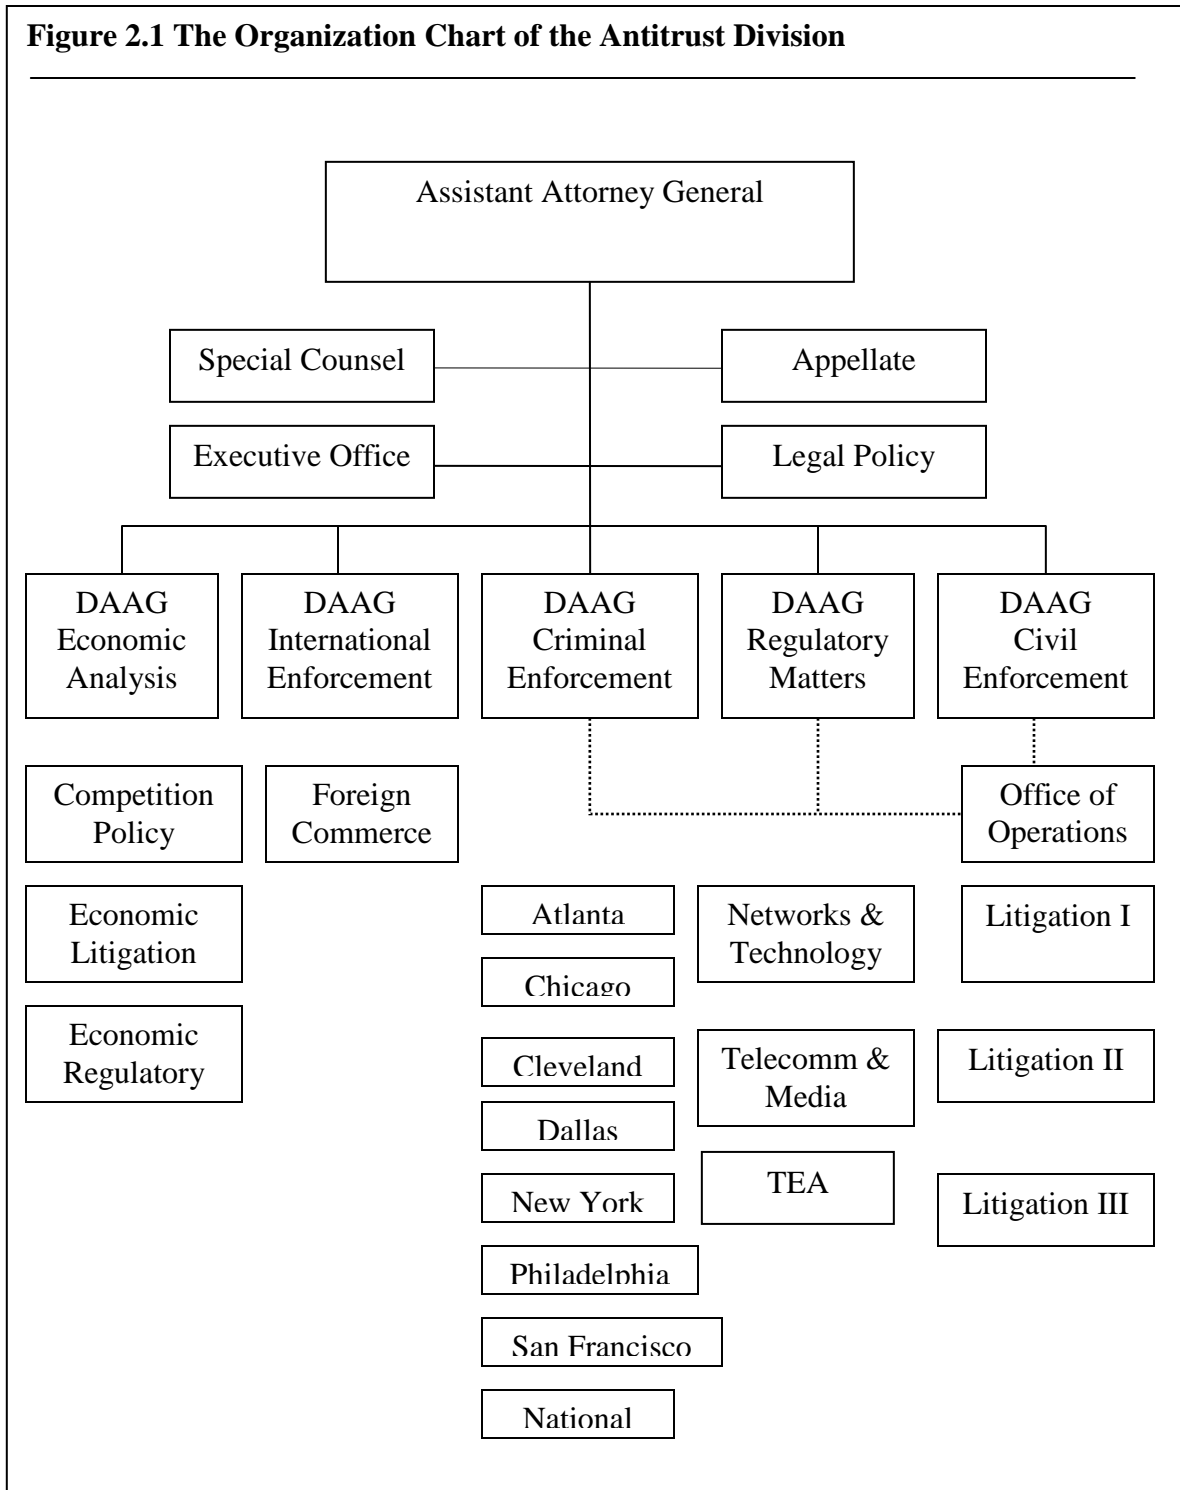 Figure 2.1 The Organization Chart of the Antitrust Division
Assistant Attorney General
Special Counsel
Appellate
Executive Office
Legal Policy
DAAG
Economic
Analysis
DAAG
International
Enforcement
DAAG
Criminal
Enforcement
DAAG
Regulatory
Matters
DAAG
Civil
Enforcement
Competition
Policy
Foreign
Commerce
Office of
Operations
Economic
Litigation
Atlanta
Networks &
Technology
Litigation I
Chicago
Economic
Regulatory
Cleveland
Telecomm &
Media
Litigation II
Dallas
New York
TEA
Litigation III
Philadelphia
San Francisco
National